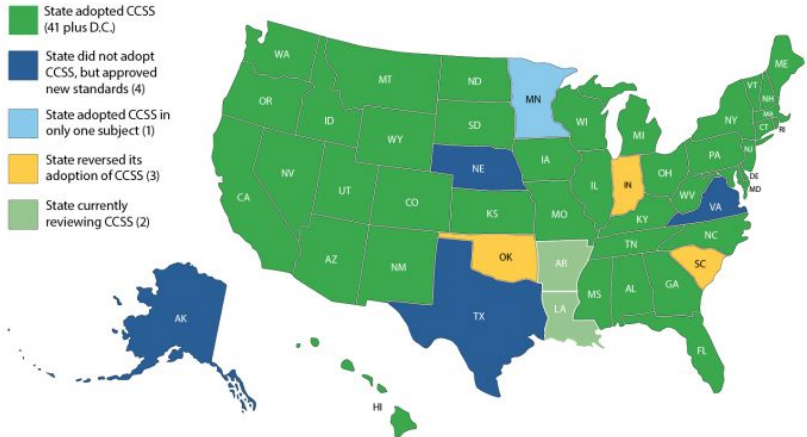 State adopted CCSS
(41 plus D.C.)
State did not adopt
CCSS, but approved
new standards (4)
State adopted CCSS in
only one subject (1)
State reversed its
adoption of CCSS (3)
State currently
reviewing CCSS (2)
WA
MT
ND
MN
ME
VT
NH
OR
ID
SD
WI
MI
NY
MA
CT
RI
WY
NE
IA
PA
NJ
NV
UT
CO
IL
IN
OH
DE
MD
CA
KS
MO
KY
WV
VA
AZ
NM
OK
AR
TN
NC
SC
TX
LA
MS
AL
GA
FL
AK
HI